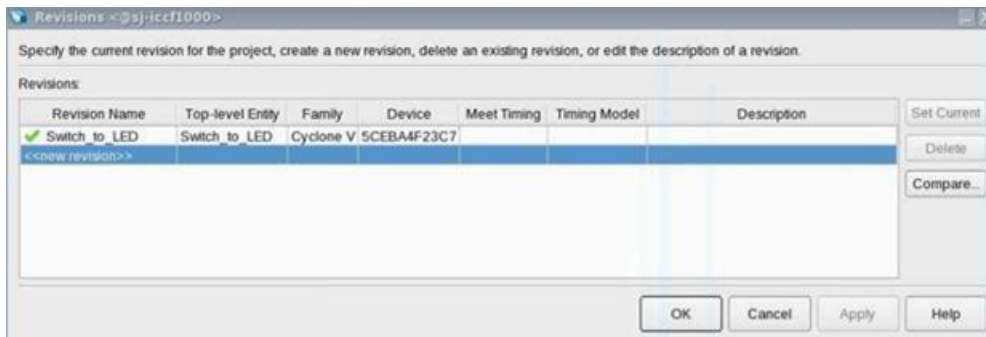 Revisions <@sj-iccf1000>
Specify the current revision for the project, create a new revision, delete an existing revision, or edit the description of a revision.
Revisions:
Revision Name Top-level Entity Family Device Meet Timing Timing Model Description
Switch_to_LED Switch_to_LED Cyclone V 5CEBA4F23C7
<<new revision>>
Set Current
Delete
Compare...
OK Cancel Apply Help